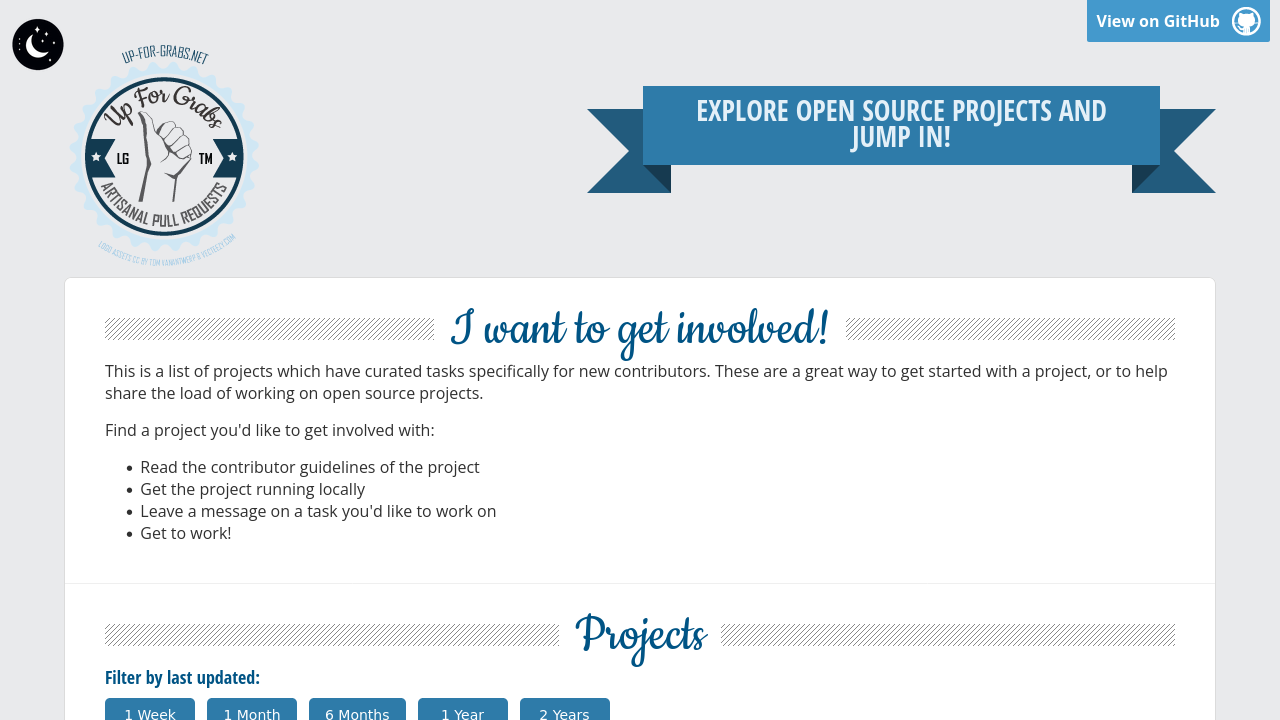 View on GitHub
UP-FOR-GRABS.NET
Up For Grabs
LG
TM
ARTISANAL PULL REQUESTS
LOGO ASSETS CC BY TOM VANHOWEKP & VECTEEZY.COM
EXPLORE OPEN SOURCE PROJECTS AND
JUMP IN!
I want to get involved!
This is a list of projects which have curated tasks specifically for new contributors. These are a great way to get started with a project, or to help
share the load of working on open source projects.
Find a project you'd like to get involved with:
Read the contributor guidelines of the project
Get the project running locally
Leave a message on a task you'd like to work on
Get to work!
Projects
Filter by last updated:
1 Week 1 Month 6 Months 1 Year 2 Years